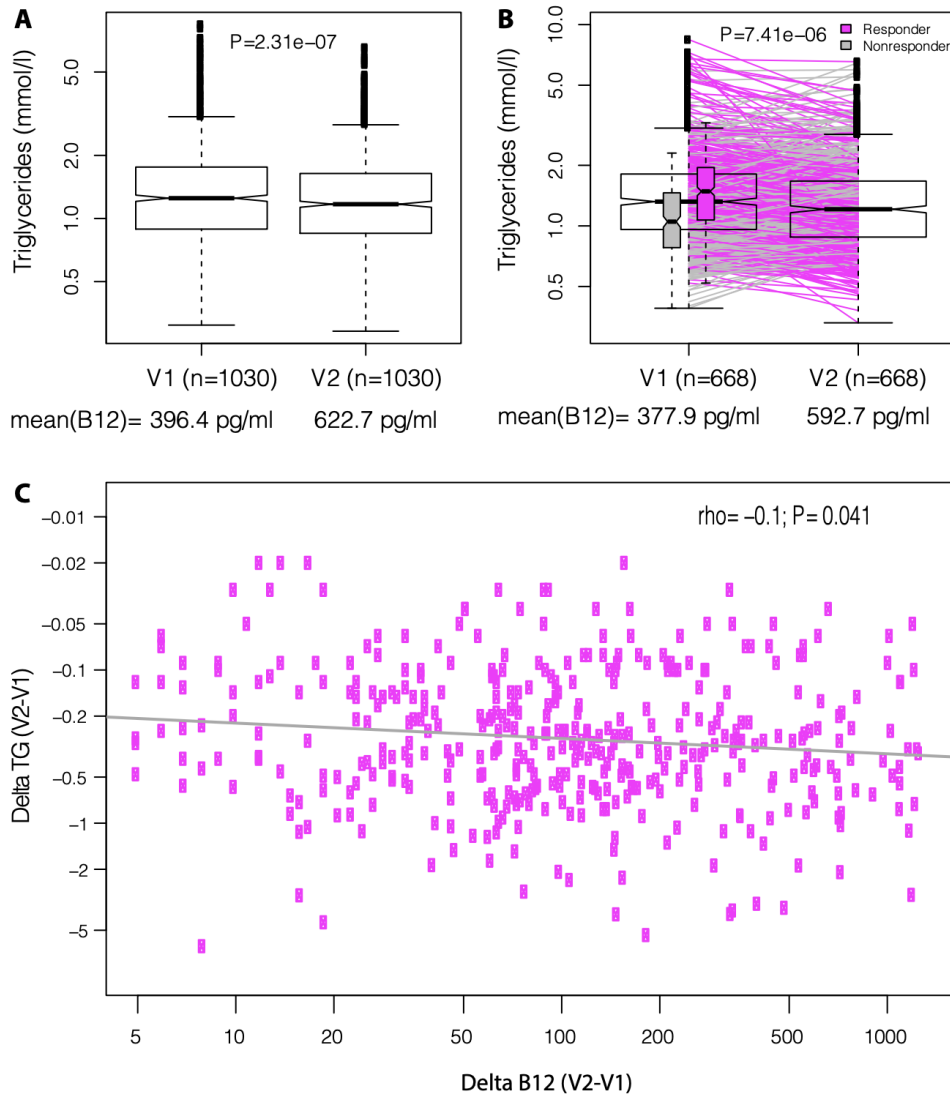 A
P=2.31e−07
Triglycerides (mmol/l)
5.0
2.0
1.0
0.5
V1 (n=1030)
V2 (n=1030)
mean(B12)= 396.4 pg/ml
622.7 pg/ml
B
P=7.41e−06
Responder
Nonresponder
Triglycerides (mmol/l)
10.0
5.0
2.0
1.0
0.5
V1 (n=668)
V2 (n=668)
mean(B12)= 377.9 pg/ml
592.7 pg/ml
C
rho= −0.1; P= 0.041
Delta TG (V2−V1)
−0.01
−0.02
−0.05
−0.1
−0.2
−0.5
−1
−2
−5
5
10
20
50
100
200
500
1000
Delta B12 (V2-V1)